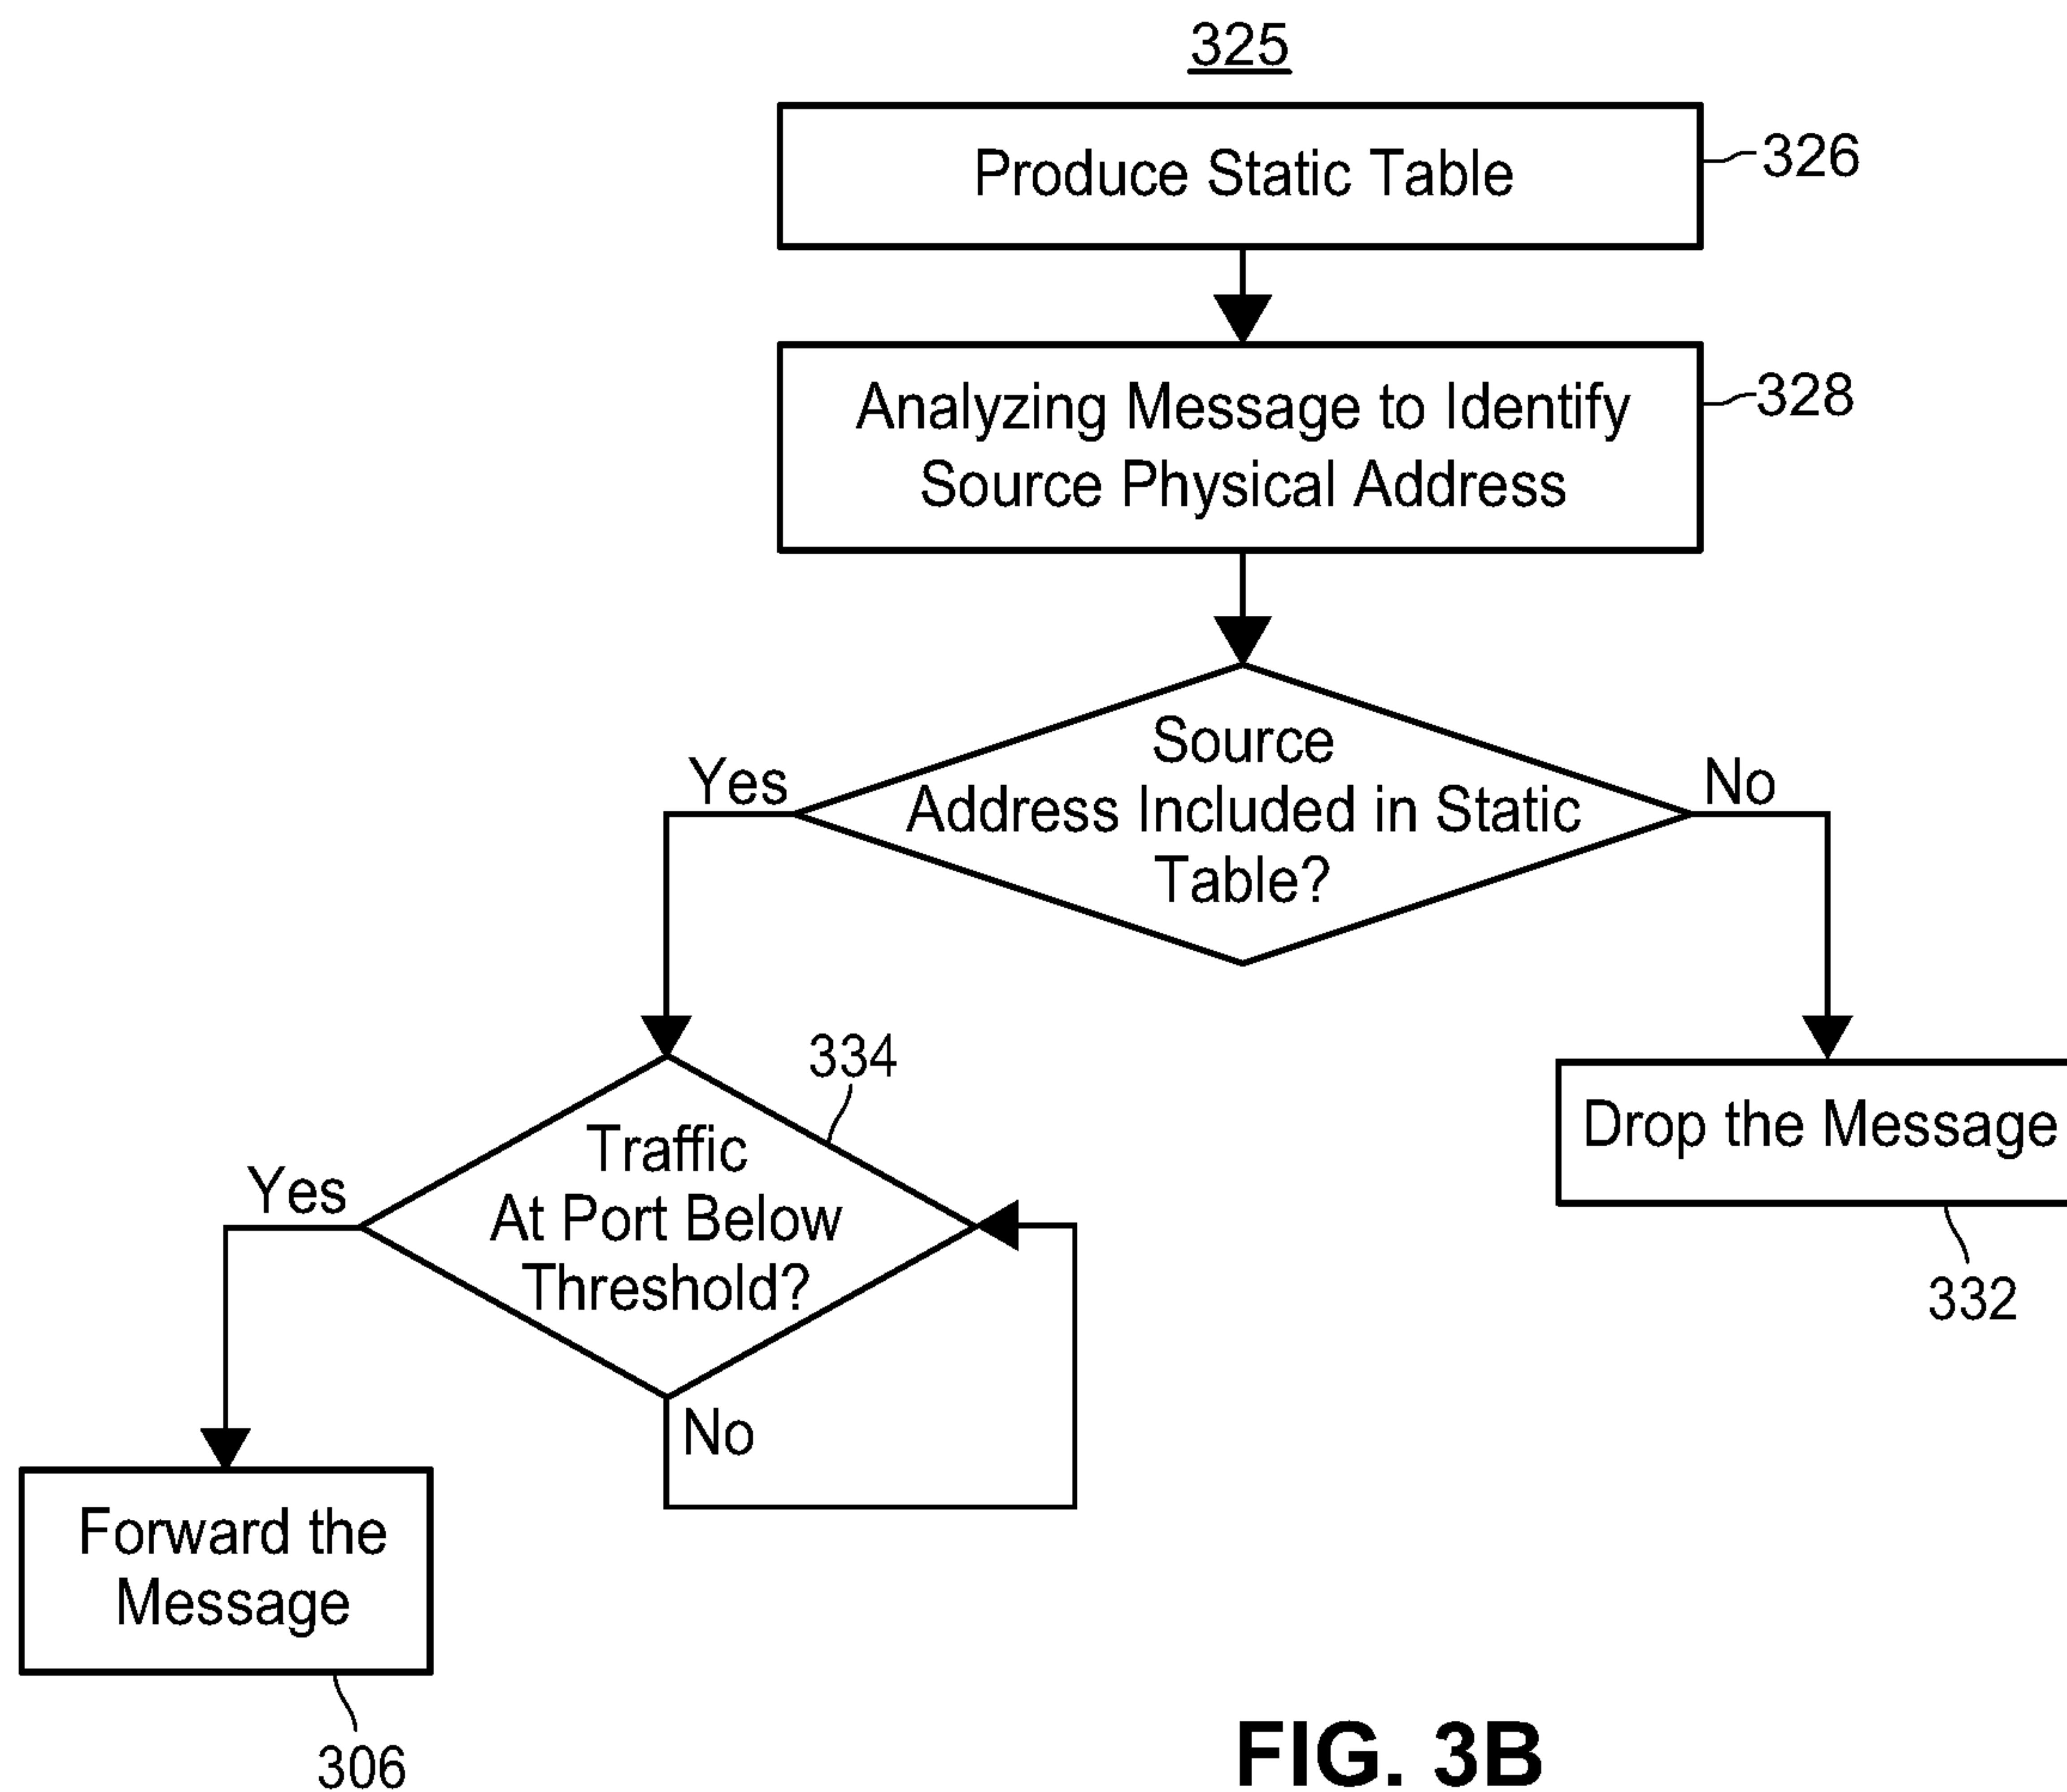 325
Produce Static Table
326
Analyzing Message to Identify
Source Physical Address
328
Source
Address Included in Static
Table?
Yes
No
334
Traffic
At Port Below
Threshold?
Yes
No
Drop the Message
332
Forward the
Message
306
FIG. 3B